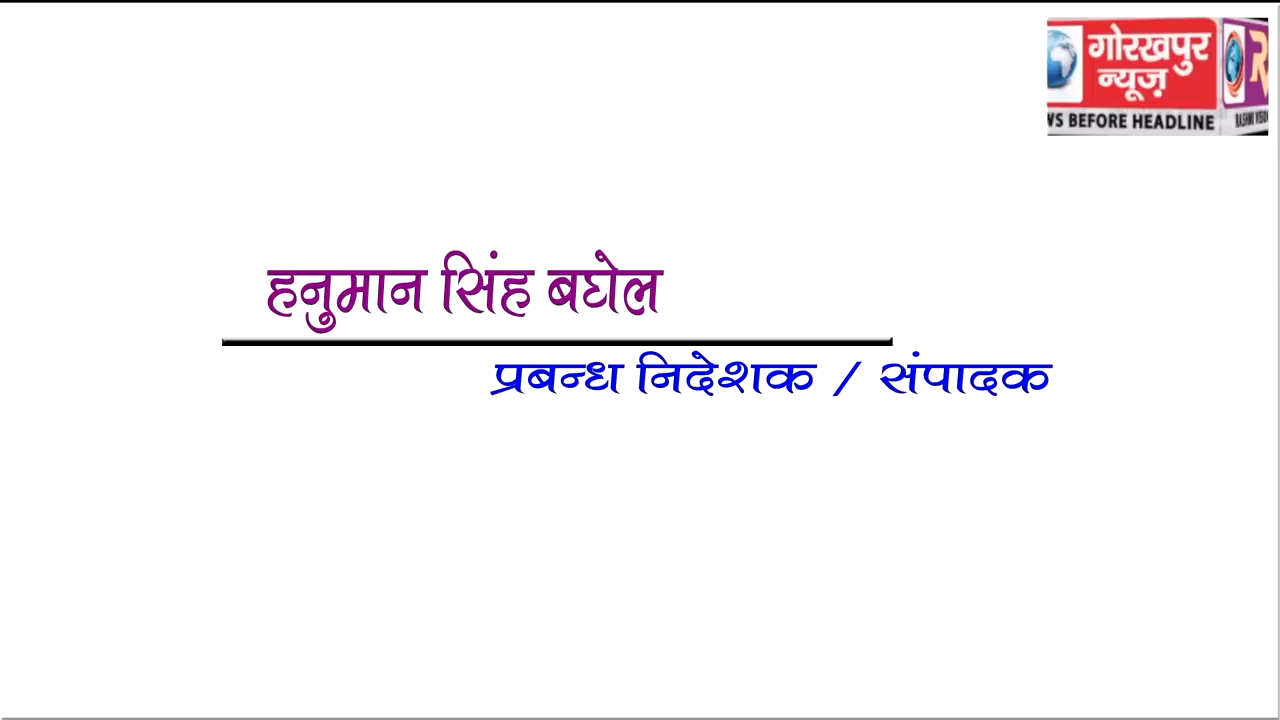 गोरखपुर
न्यूज़
WS BEFORE HEADLINE
हनुमान सिंह बघेल
प्रबन्ध निदेशक / संपादक